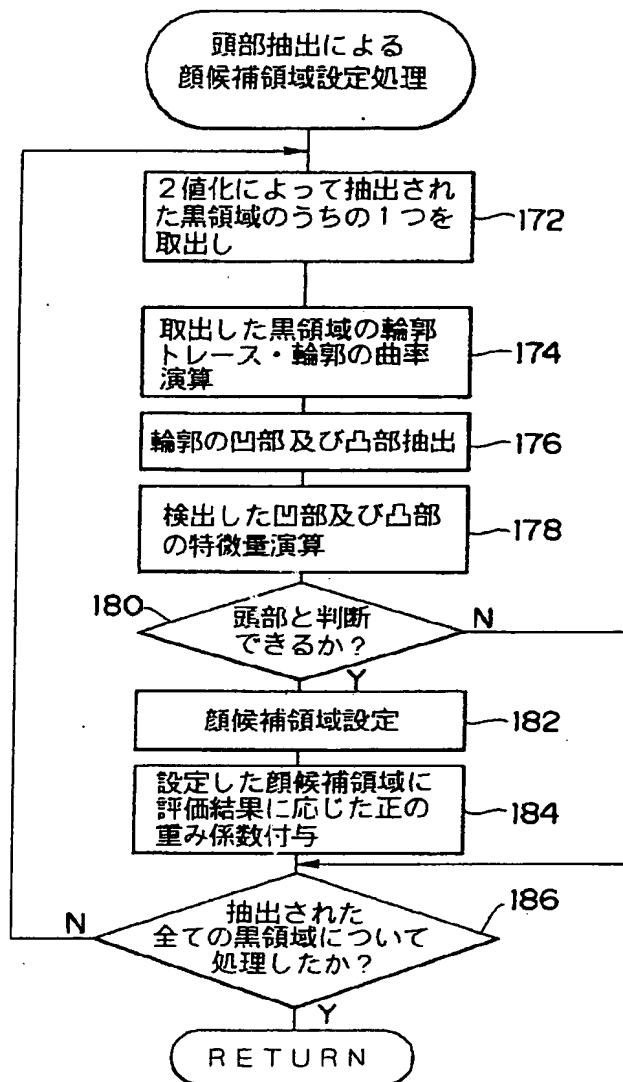 頭部抽出による
顔候補領域設定処理
2値化によって抽出され
た黒領域のうちの1つを
取出し
172
取出した黒領域の輪郭
トレース・輪郭の曲率
演算
174
輪郭の凹部及び凸部抽出
176
検出した凹部及び凸部
の特徴量演算
178
180
頭部と判断
できるか?
N
Y
顔候補領域設定
182
設定した顔候補領域に
評価結果に応じた正の
重み係数付与
184
N
抽出された
全ての黒領域について
処理したか?
186
Y
RETURN